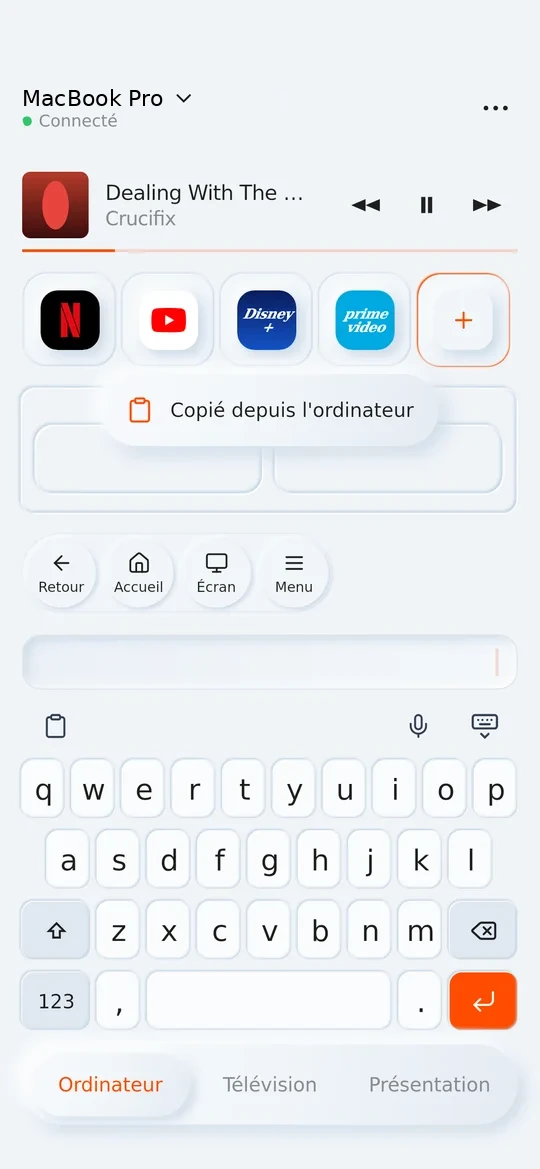 MacBook Pro
Connecté
Dealing With The ...
Crucifix
N
Disney
+
prime
video
+
Copié depuis l'ordinateur
Retour Accueil Écran Menu
q w e r t y u i o p
a s d f g h j k l
z x c v b n m
123 , .
Ordinateur Télévision Présentation